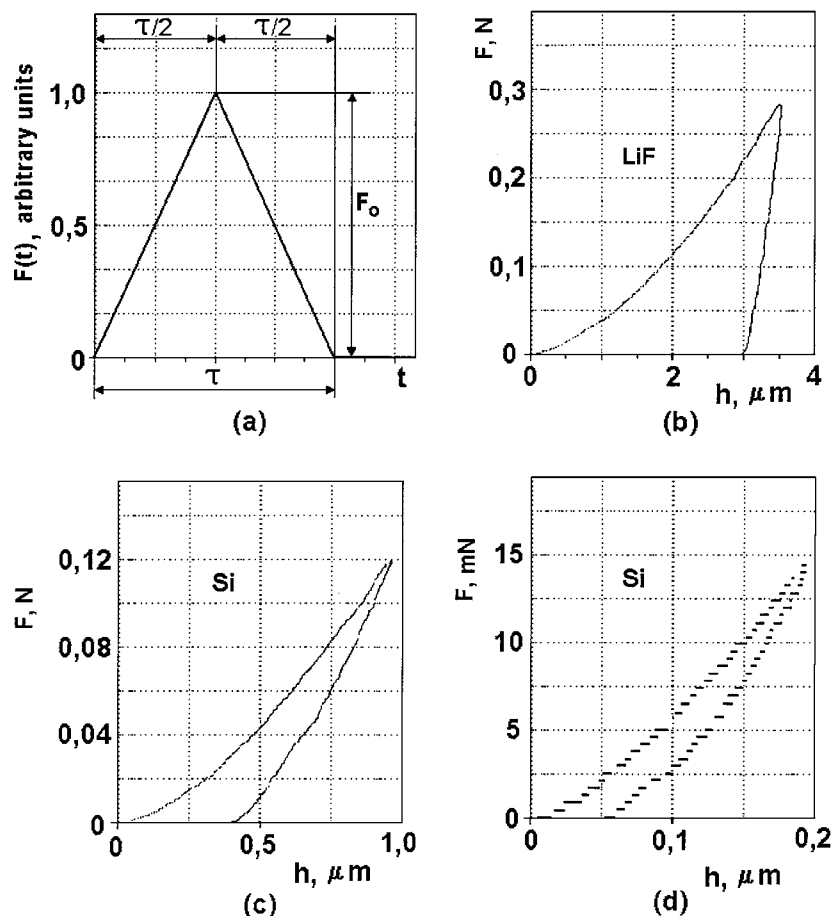 τ/2 τ/2
1,0
0,5
0
F(t), arbitrary units
F₀
τ
t
(a)
F, N
0,3
0,2
0,1
0
LiF
0 2 4
h, μm
(b)
F, N
0,12
0,08
0,04
0
Si
0 0,5 1,0
h, μm
(c)
F, mN
15
10
5
0
Si
0 0,1 0,2
h, μm
(d)